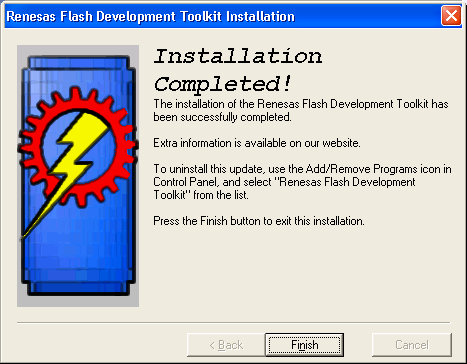 Renesas Flash Development Toolkit Installation
Installation
Completed!
The installation of the Renesas Flash Development Toolkit has
been successfully completed.
Extra information is available on our website.
To uninstall this update, use the Add/Remove Programs icon in
Control Panel, and select "Renesas Flash Development
Toolkit" from the list.
Press the Finish button to exit this installation.
< Back
Finish
Cancel